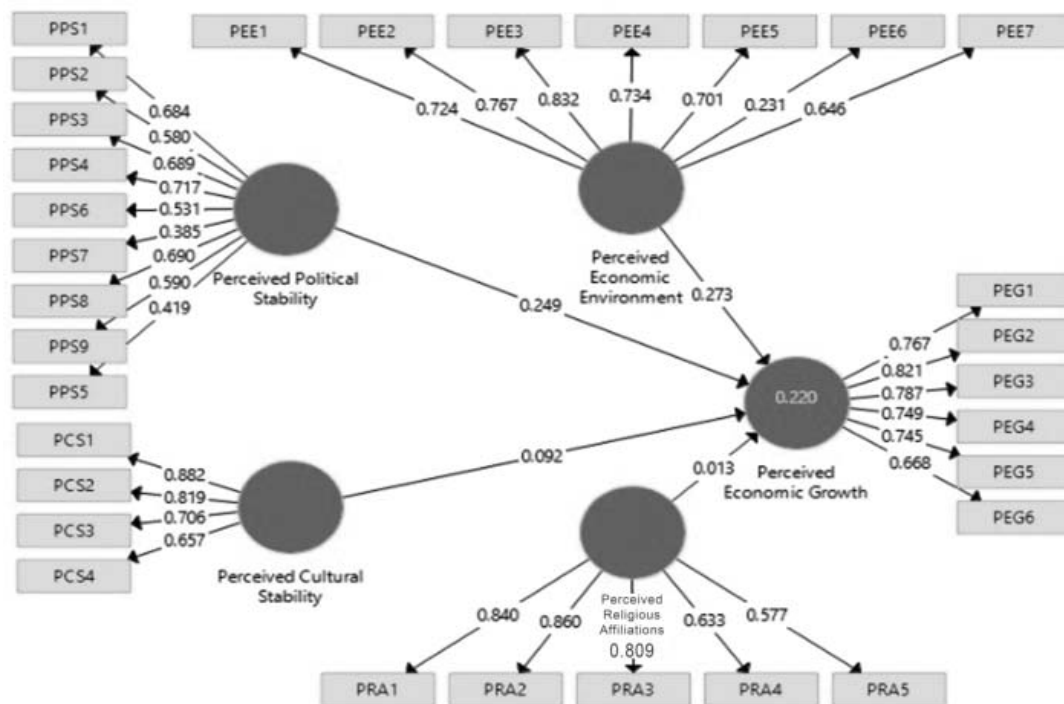 PPS1
PPS2
PPS3
PPS4
PPS6
PPS7
PPS8
PPS9
PPS5
0.684
0.580
0.689
0.717
0.531
0.385
0.690
0.590
0.419
Perceived Political
Stability
PEE1
PEE2
PEE3
PEE4
PEE5
PEE6
PEE7
0.724
0.767
0.832
0.734
0.701
0.231
0.646
Perceived
Economic
Environment
0.249
0.273
0.092
0.013
PCS1
PCS2
PCS3
PCS4
0.882
0.819
0.706
0.657
Perceived Cultural
Stability
0.220
Perceived
Economic Growth
0.767
0.821
0.787
0.749
0.745
0.668
PEG1
PEG2
PEG3
PEG4
PEG5
PEG6
Perceived
Religious
Affiliations
0.840
0.860
0.809
0.633
0.577
PRA1
PRA2
PRA3
PRA4
PRA5